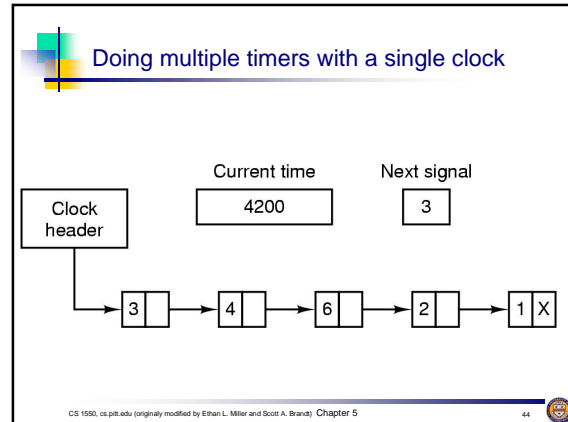 Doing multiple timers with a single clock
Current time
Next signal
Clock
header
4200
3
3
4
6
2
1 X
CS 1550, cs.pitt.edu (originaly modified by Ethan L. Miller and Scott A. Brandt) Chapter 5
44